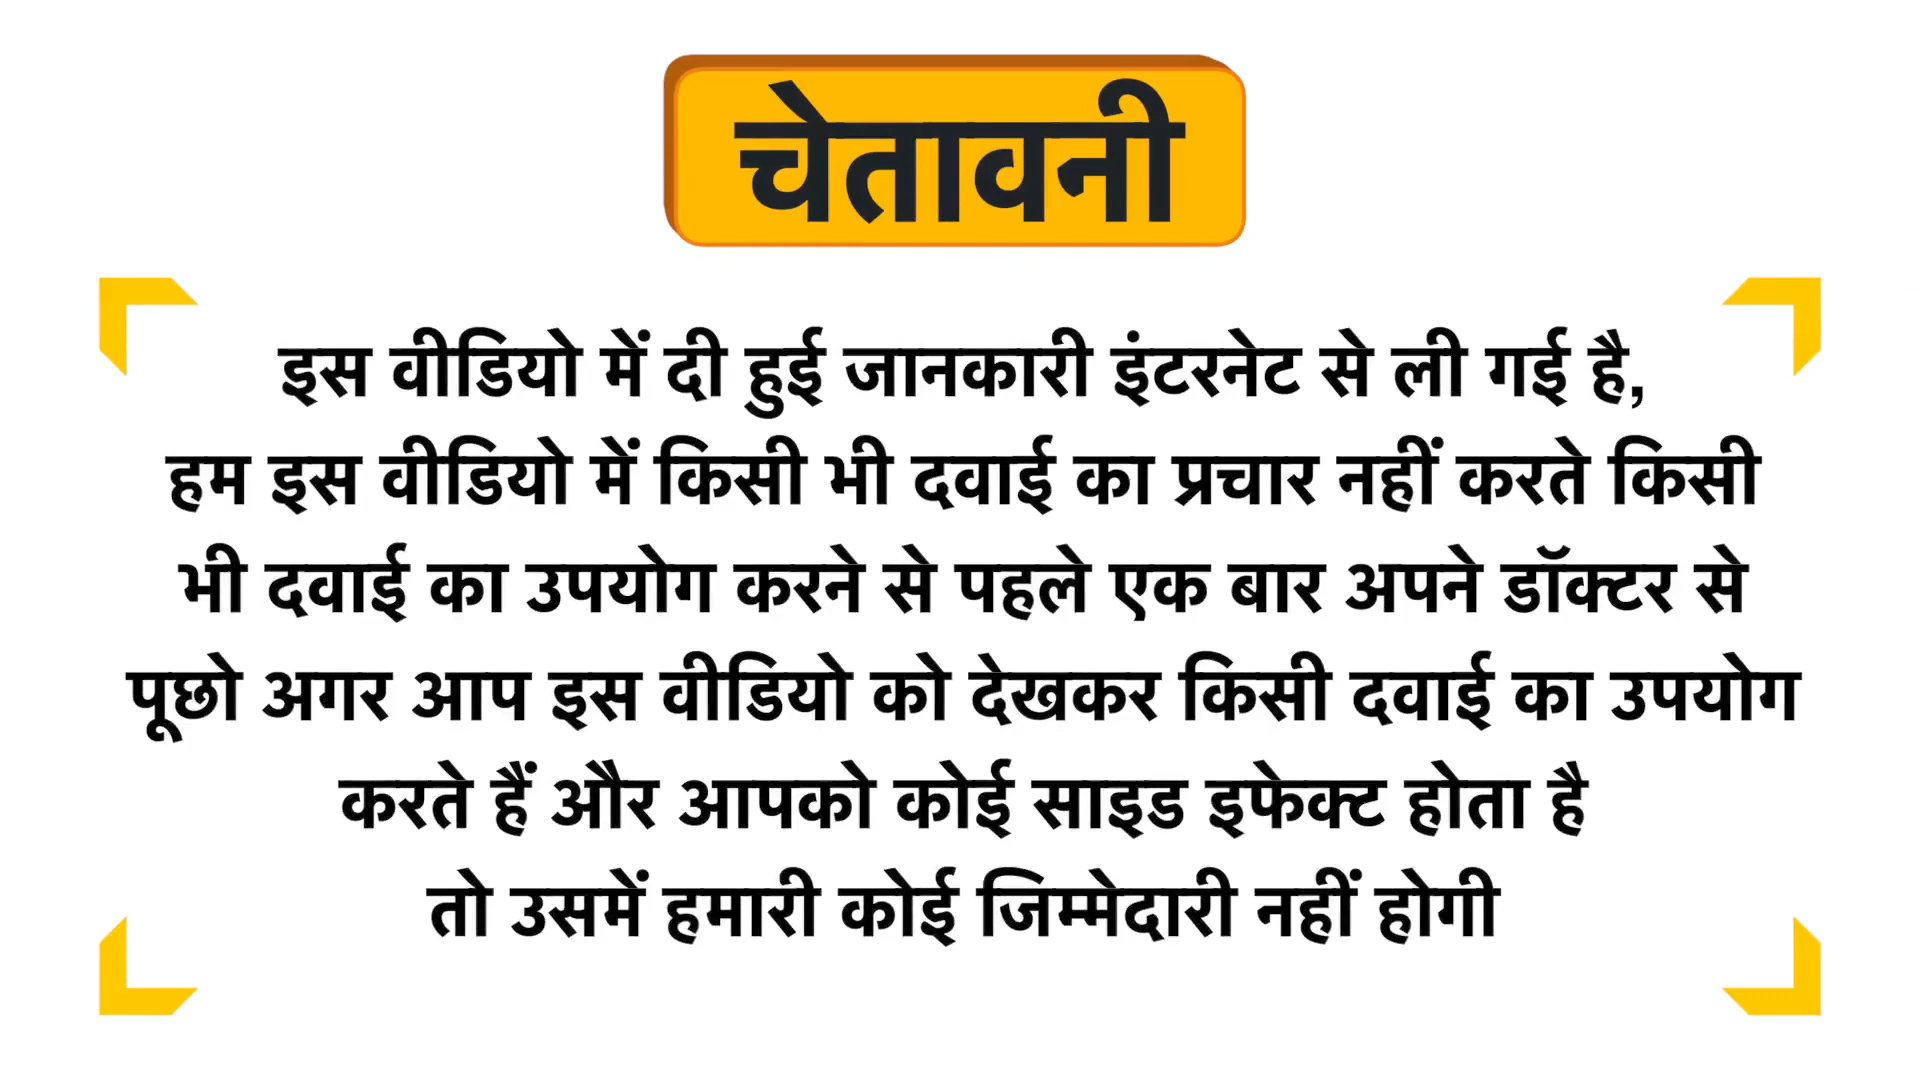 चेतावनी
इस वीडियो में दी हुई जानकारी इंटरनेट से ली गई है,
हम इस वीडियो में किसी भी दवाई का प्रचार नहीं करते किसी
भी दवाई का उपयोग करने से पहले एक बार अपने डॉक्टर से
पूछो अगर आप इस वीडियो को देखकर किसी दवाई का उपयोग
करते हैं और आपको कोई साइड इफेक्ट होता है
तो उसमें हमारी कोई जिम्मेदारी नहीं होगी